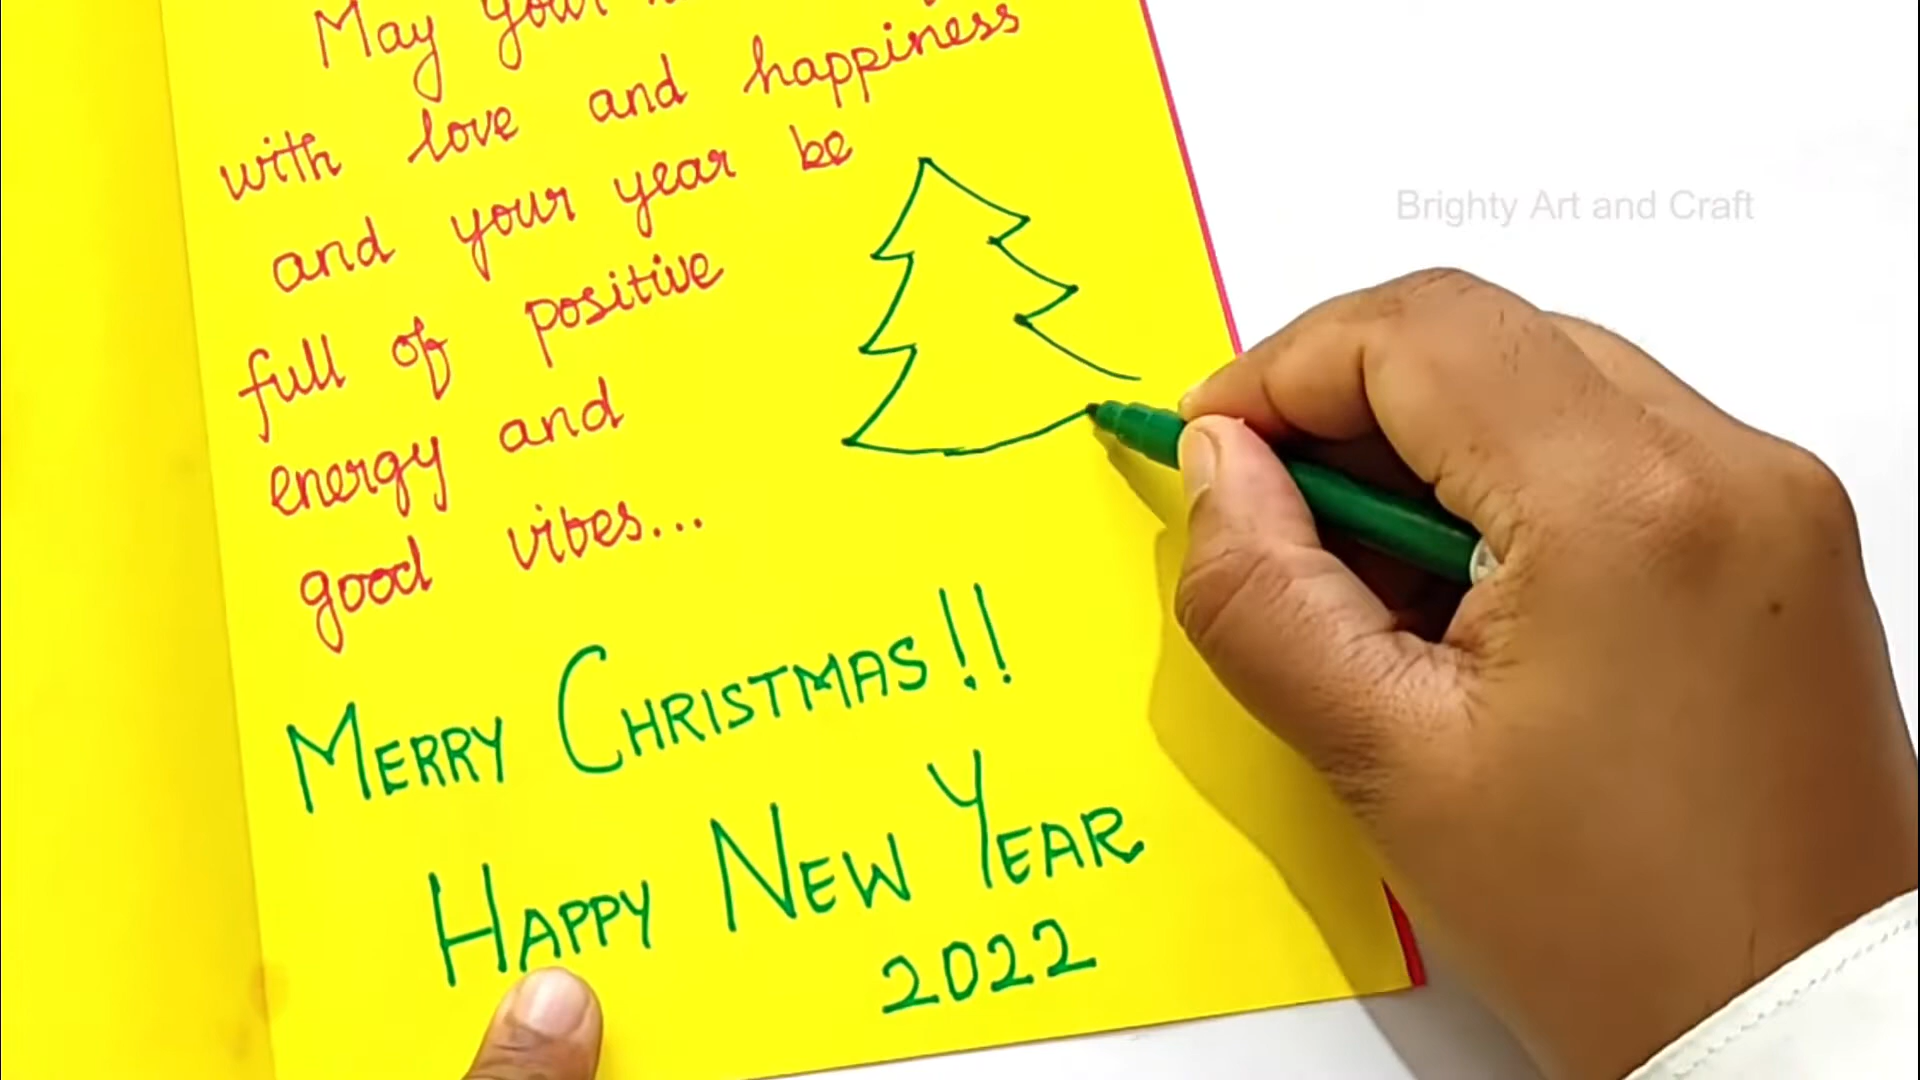 May your
with love and happiness
and your year be
full of positive
energy and
good vibes...
MERRY CHRISTMAS!!
HAPPY NEW YEAR
2022
Brighty Art and Craft